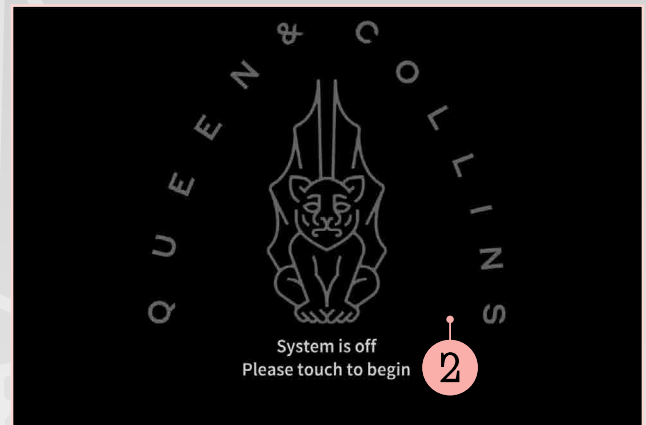 QUEEN & COLLINS
System is off
Please touch to begin
2